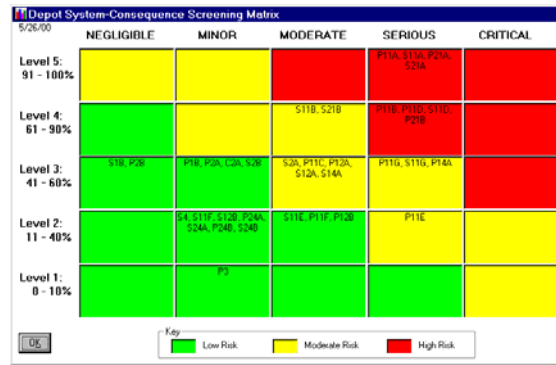 Depot System-Consequence Screening Matrix
5/26/00
NEGLIGIBLE MINOR MODERATE SERIOUS CRITICAL
Level 5:
91 - 100%
P11A, S11A, P21A,
S21A
Level 4:
61 - 90%
S11B, S21B
P11B, P11D, S11D,
P21B
Level 3:
41 - 60%
S1B, P2B
P1B, P2A, C2A, S2B
S2A, P11C, P12A,
S12A, S14A
P11G, S11G, P14A
Level 2:
11 - 40%
S4, S11F, S12B, P24A,
S24A, P24B, S24B
S11E, P11F, P12B
P11E
Level 1:
0 - 10%
P3
OK
Key
Low Risk
Moderate Risk
High Risk